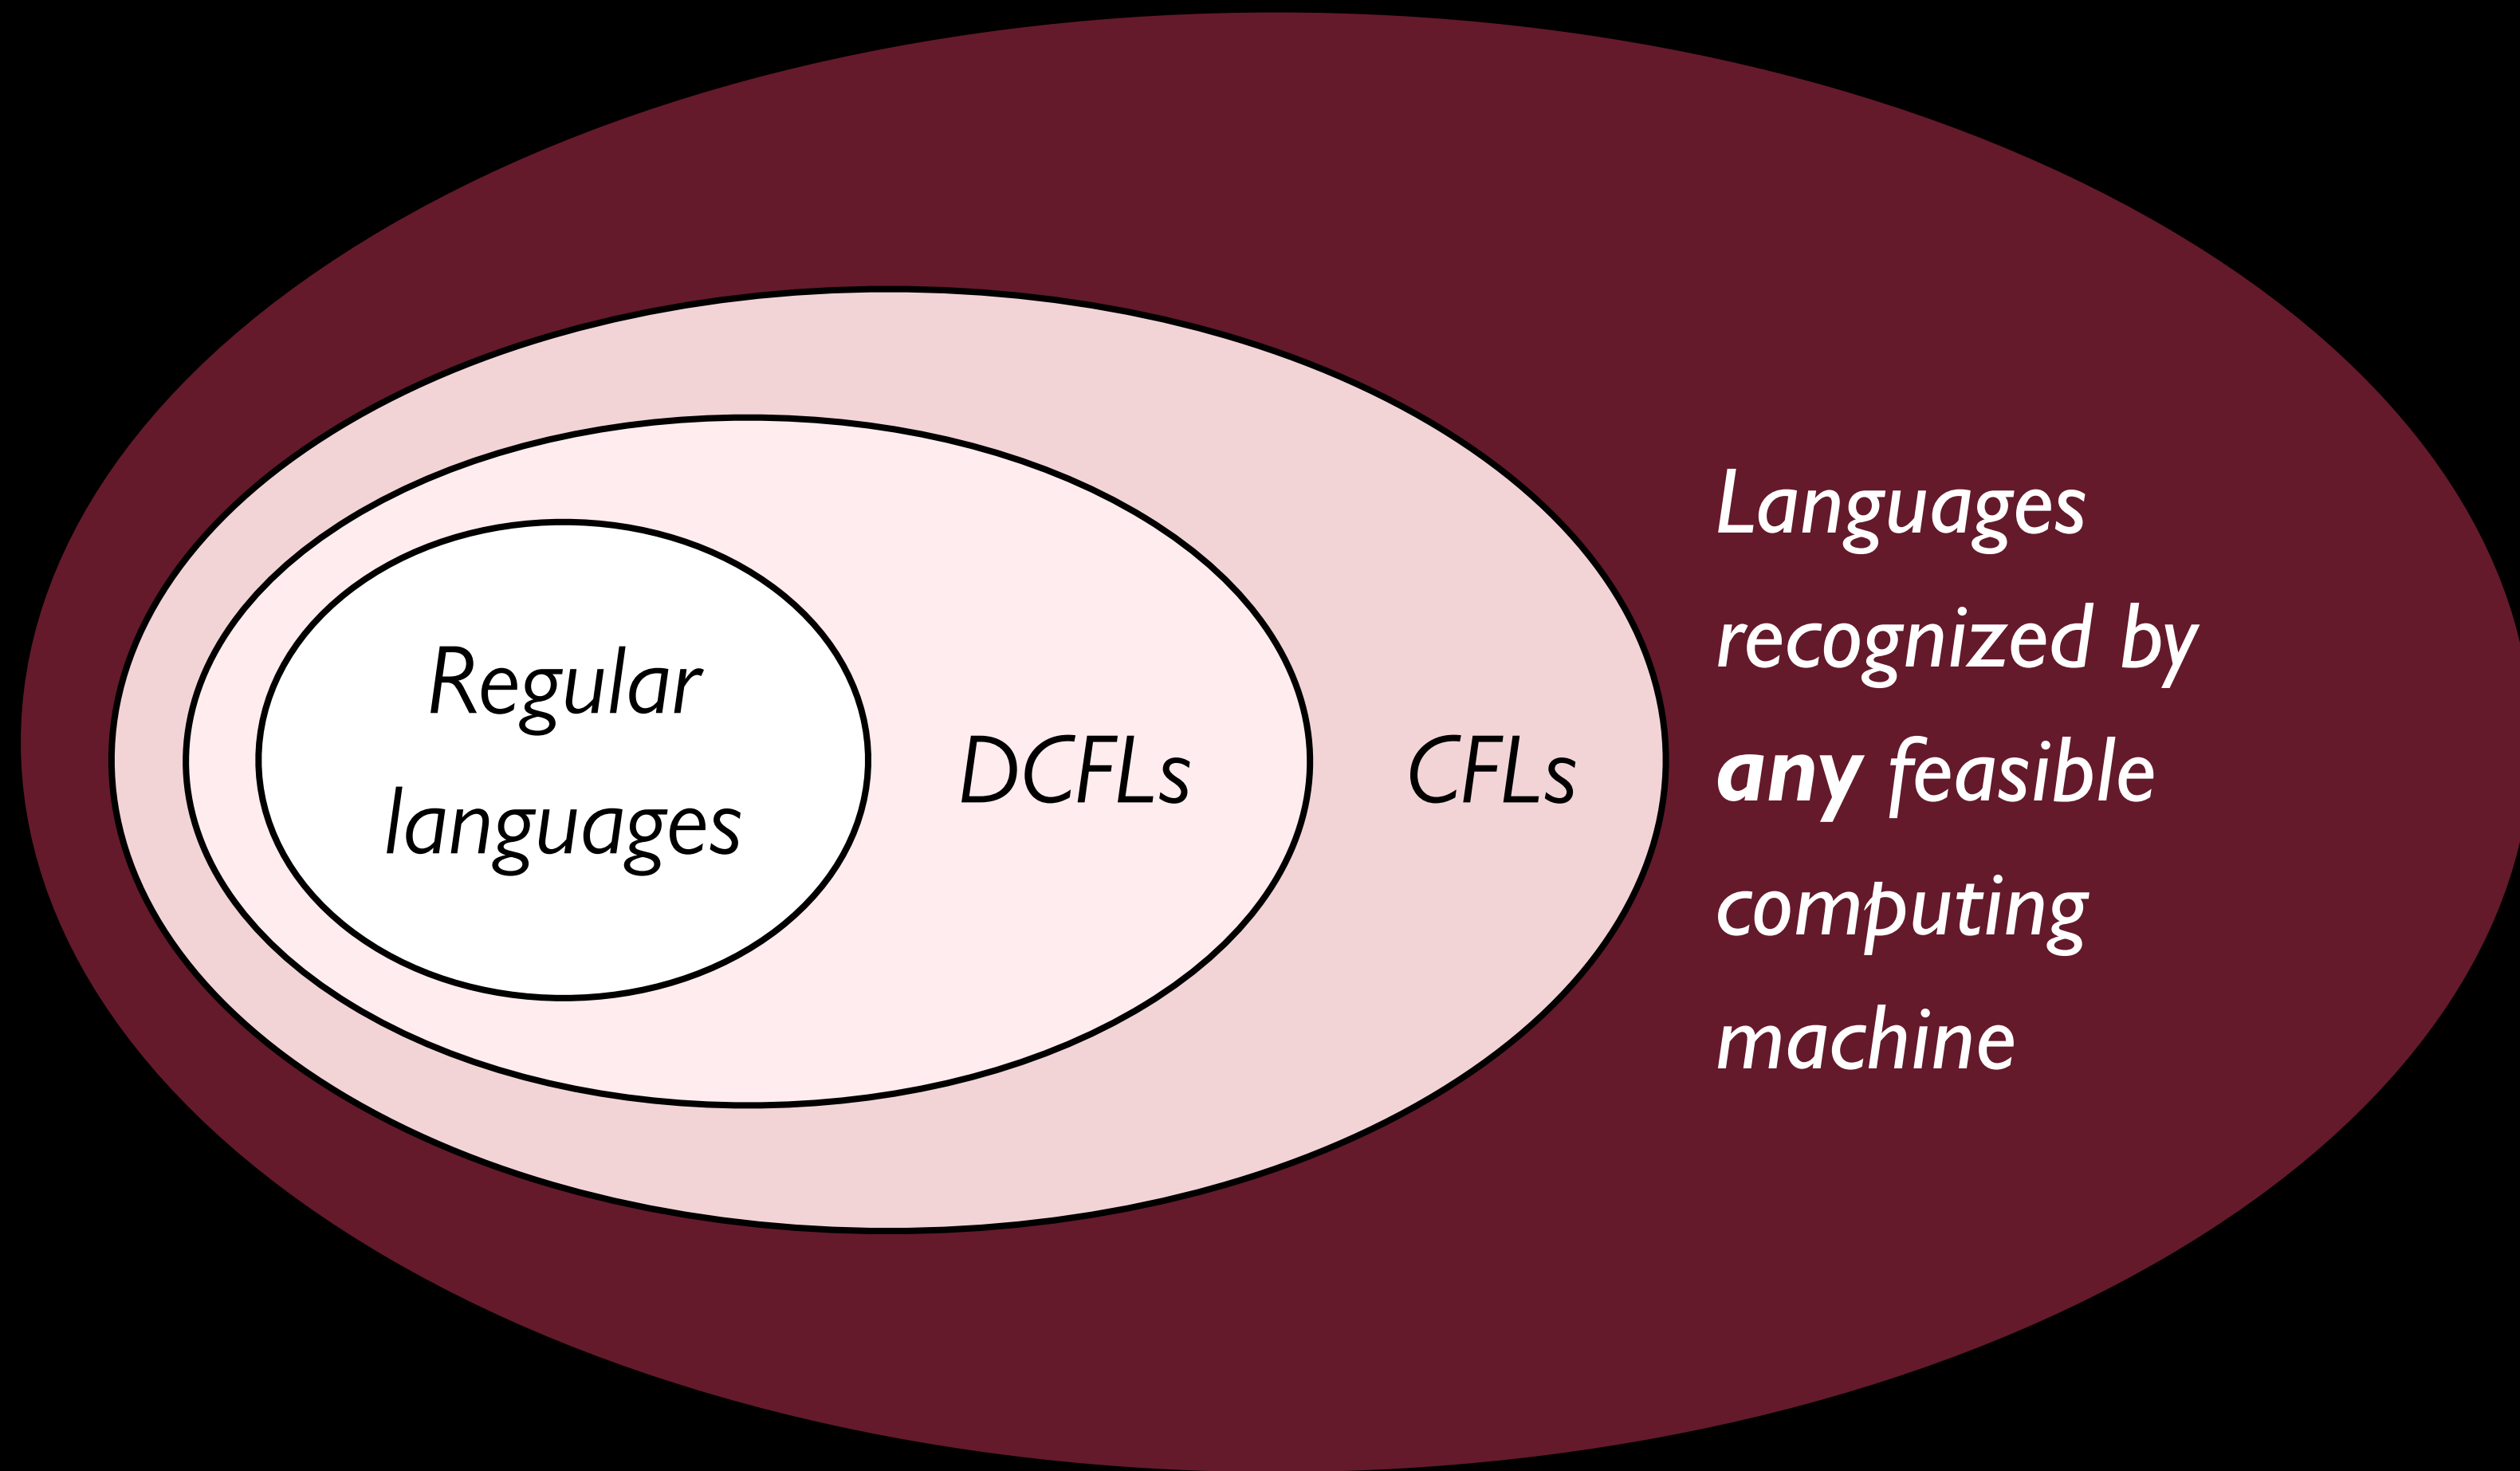 Regular
languages
DCFLs
CFLs
Languages
recognized by
any feasible
computing
machine